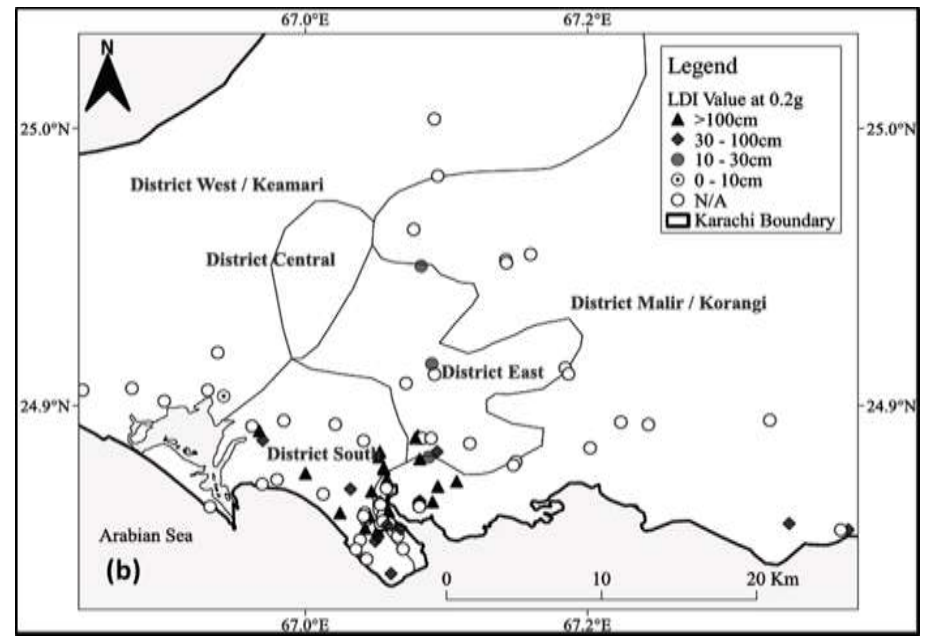 67.0°E 67.2°E
N
Legend
LDI Value at 0.2g
>100cm
30 - 100cm
10 - 30cm
0 - 10cm
N/A
Karachi Boundary
25.0°N 25.0°N
District West / Keamari
District Central
District Malir / Korangi
District East
24.9°N 24.9°N
District South
Arabian Sea
(b)
0 10 20 Km
67.0°E 67.2°E